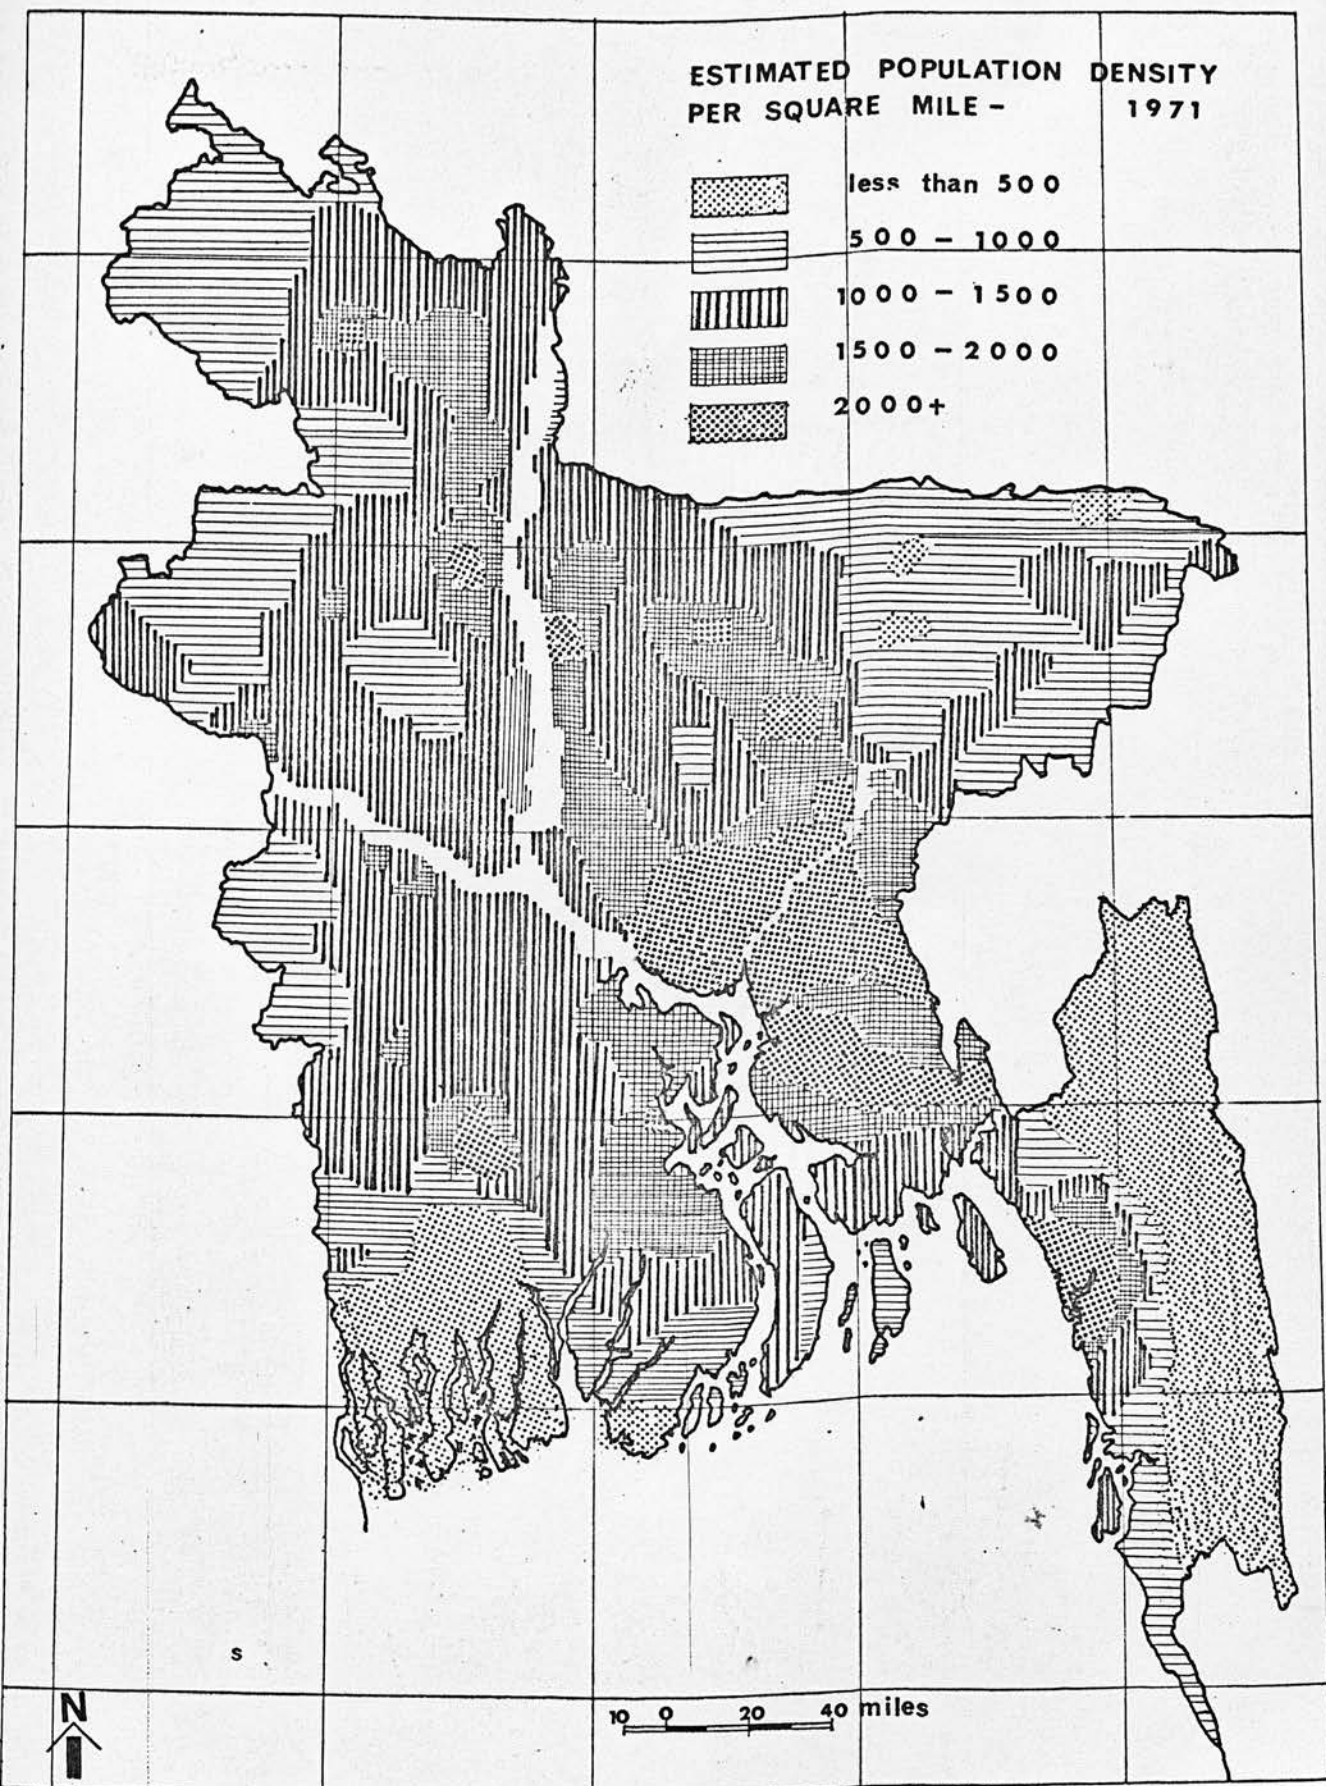 ESTIMATED POPULATION DENSITY
PER SQUARE MILE - 1971
less than 500
500 - 1000
1000 - 1500
1500 - 2000
2000+
S
N
10 0 20 40 miles